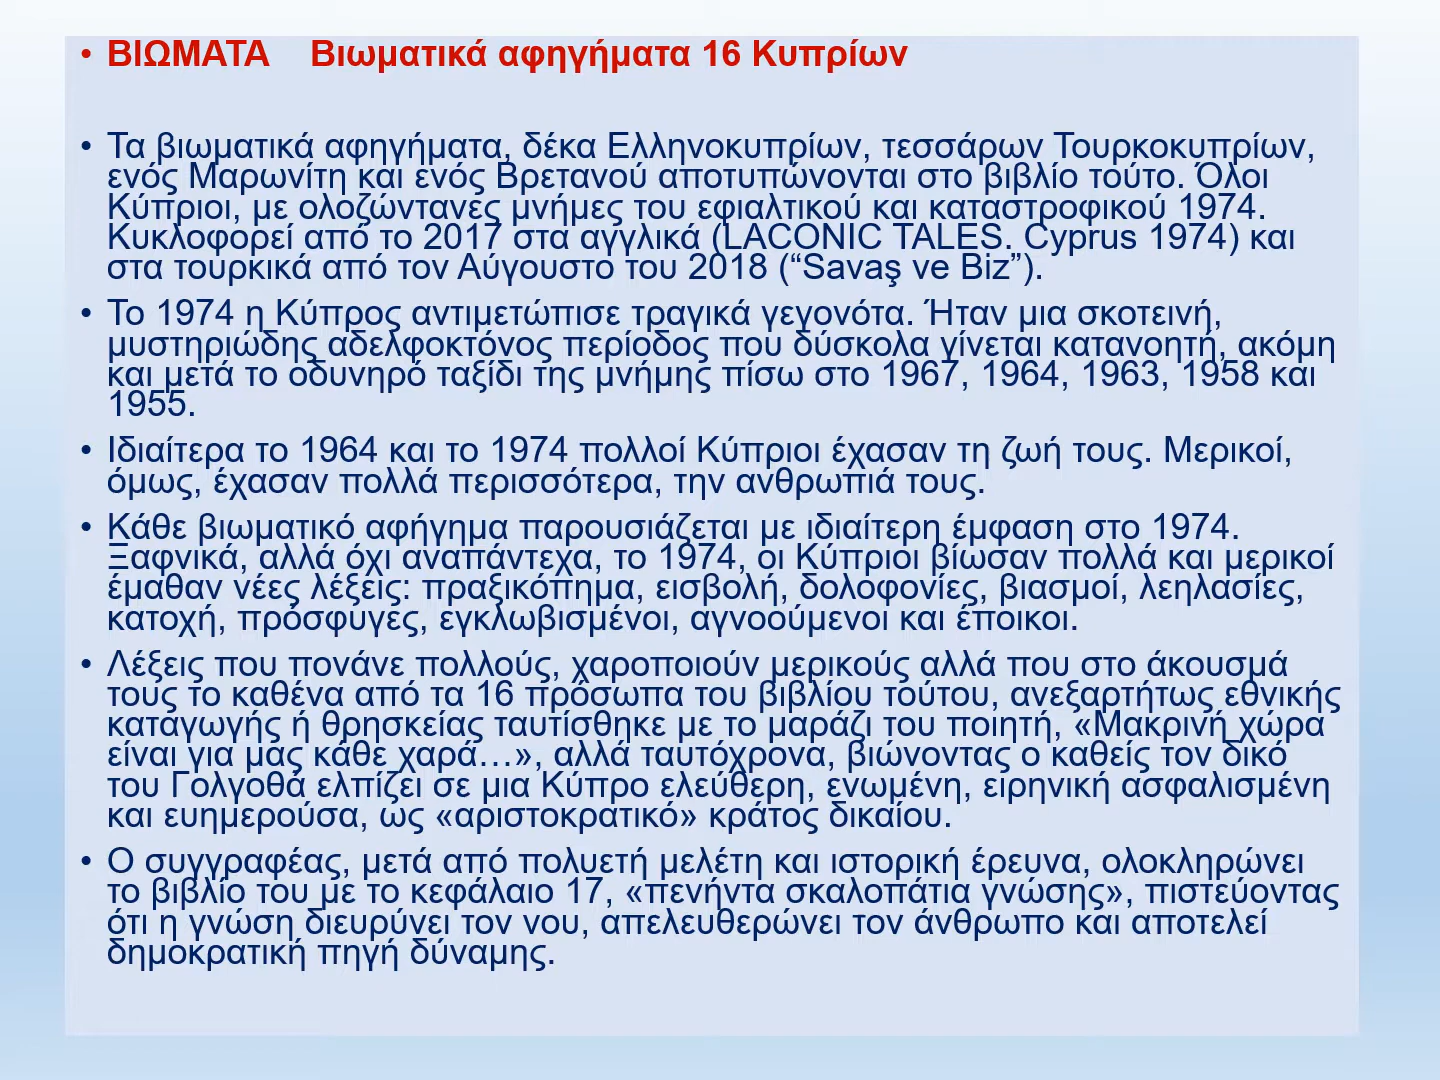 • ΒΙΩΜΑΤΑ    Βιωματικά αφηγήματα 16 Κυπρίων
• Τα βιωματικά αφηγήματα, δέκα Ελληνοκυπρίων, τεσσάρων Τουρκοκυπρίων,
ενός Μαρωνίτη και ενός Βρετανού αποτυπώνονται στο βιβλίο τούτο. Όλοι
Κύπριοι, με ολοζώντανες μνήμες του εφιαλτικού και καταστροφικού 1974.
Κυκλοφορεί από το 2017 στα αγγλικά (LACONIC TALES. Cyprus 1974) και
στα τουρκικά από τον Αύγουστο του 2018 (“Savaş ve Biz”).
• Το 1974 η Κύπρος αντιμετώπισε τραγικά γεγονότα. Ήταν μια σκοτεινή,
μυστηριώδης αδελφοκτόνος περίοδος που δύσκολα γίνεται κατανοητή, ακόμη
και μετά το οδυνηρό ταξίδι της μνήμης πίσω στο 1967, 1964, 1963, 1958 και
1955.
• Ιδιαίτερα το 1964 και το 1974 πολλοί Κύπριοι έχασαν τη ζωή τους. Μερικοί,
όμως, έχασαν πολλά περισσότερα, την ανθρωπιά τους.
• Κάθε βιωματικό αφήγημα παρουσιάζεται με ιδιαίτερη έμφαση στο 1974.
Ξαφνικά, αλλά όχι αναπάντεχα, το 1974, οι Κύπριοι βίωσαν πολλά και μερικοί
έμαθαν νέες λέξεις: πραξικόπημα, εισβολή, δολοφονίες, βιασμοί, λεηλασίες,
κατοχή, πρόσφυγες, εγκλωβισμένοι, αγνοούμενοι και έποικοι.
• Λέξεις που πονάνε πολλούς, χαροποιούν μερικούς αλλά που στο άκουσμά
τους το καθένα από τα 16 πρόσωπα του βιβλίου τούτου, ανεξαρτήτως εθνικής
καταγωγής ή θρησκείας ταυτίσθηκε με το μαράζι του ποιητή, «Μακρινή χώρα
είναι για μας κάθε χαρά…», αλλά ταυτόχρονα, βιώνοντας ο καθείς τον δικό
του Γολγοθά ελπίζει σε μια Κύπρο ελεύθερη, ενωμένη, ειρηνική ασφαλισμένη
και ευημερούσα, ως «αριστοκρατικό» κράτος δικαίου.
• Ο συγγραφέας, μετά από πολυετή μελέτη και ιστορική έρευνα, ολοκληρώνει
το βιβλίο του με το κεφάλαιο 17, «πενήντα σκαλοπάτια γνώσης», πιστεύοντας
ότι η γνώση διευρύνει τον νου, απελευθερώνει τον άνθρωπο και αποτελεί
δημοκρατική πηγή δύναμης.